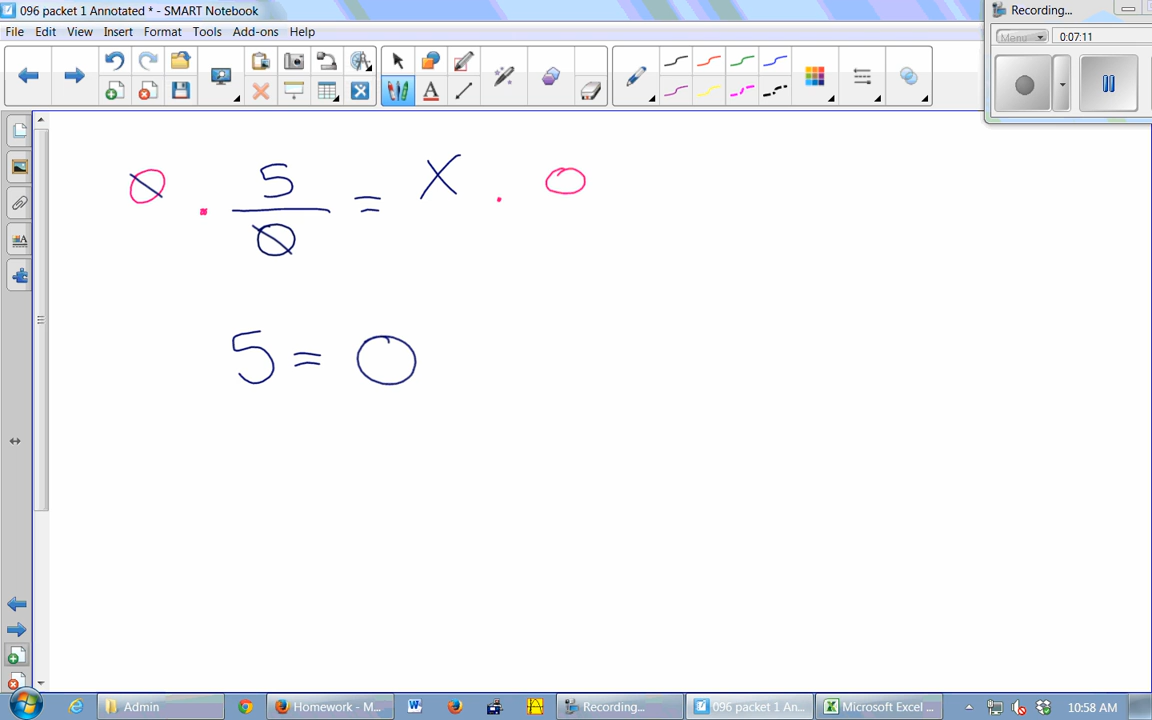 096 packet 1 Annotated * - SMART Notebook
Recording...
File Edit View Insert Format Tools Add-ons Help
Menu
0:07:11
0 · 5/0 = X · 0
5 = 0
Admin
Homework - M...
Recording...
096 packet 1 An...
Microsoft Excel ...
10:58 AM